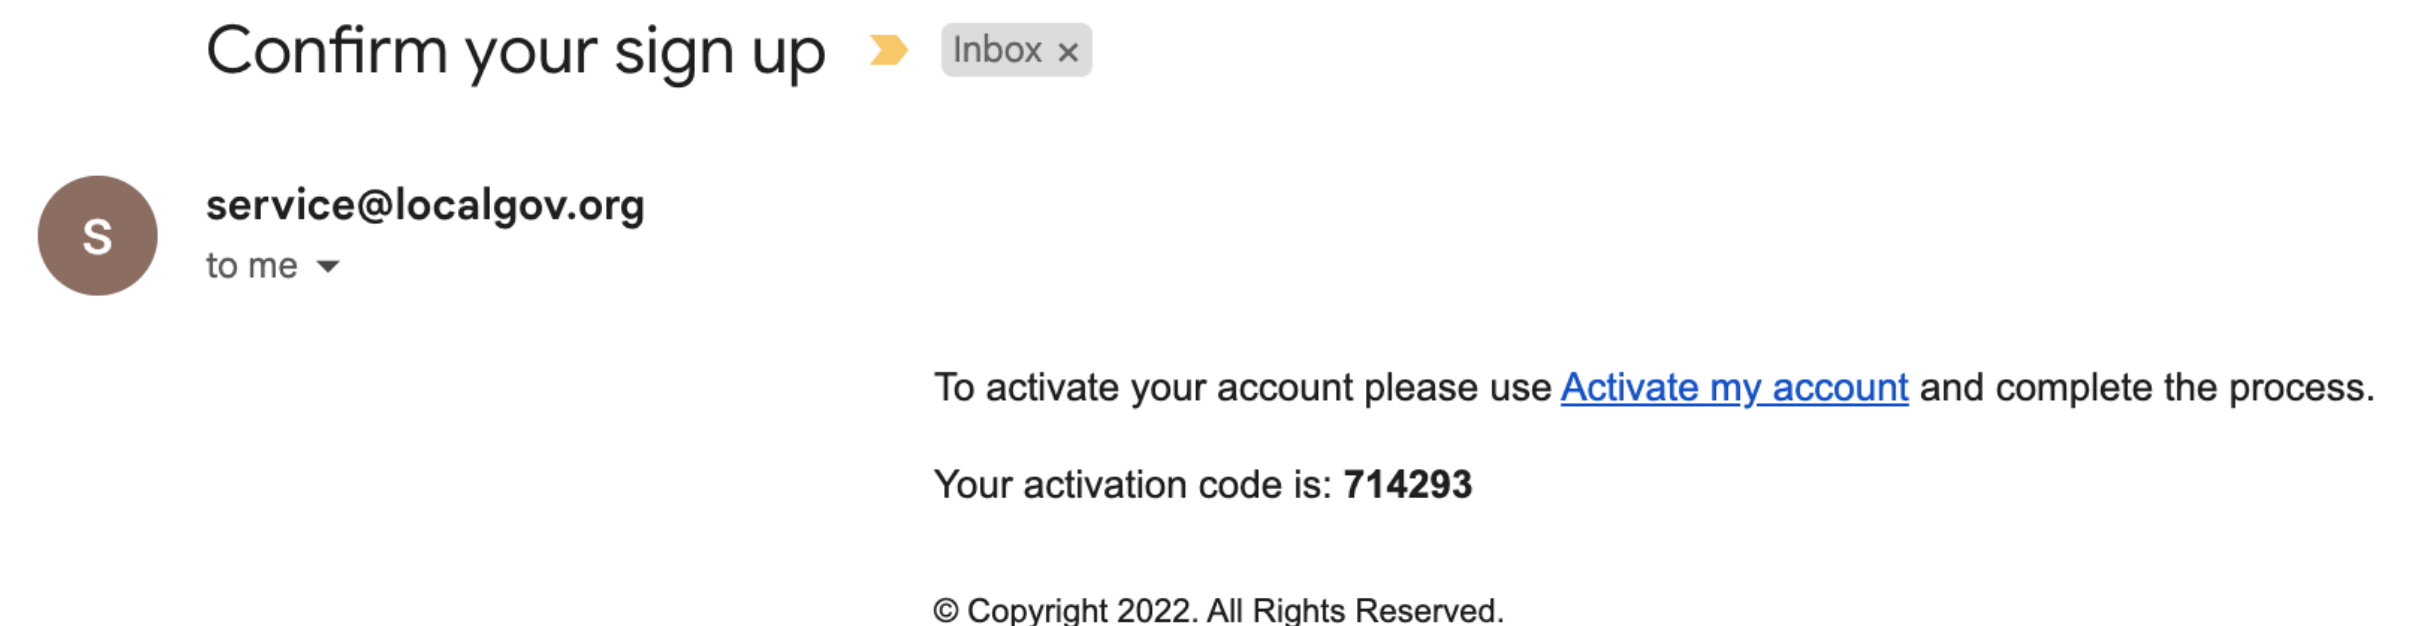 Confirm your sign up
Inbox ×
S
service@localgov.org
to me
To activate your account please use Activate my account and complete the process.
Your activation code is: 714293
© Copyright 2022. All Rights Reserved.